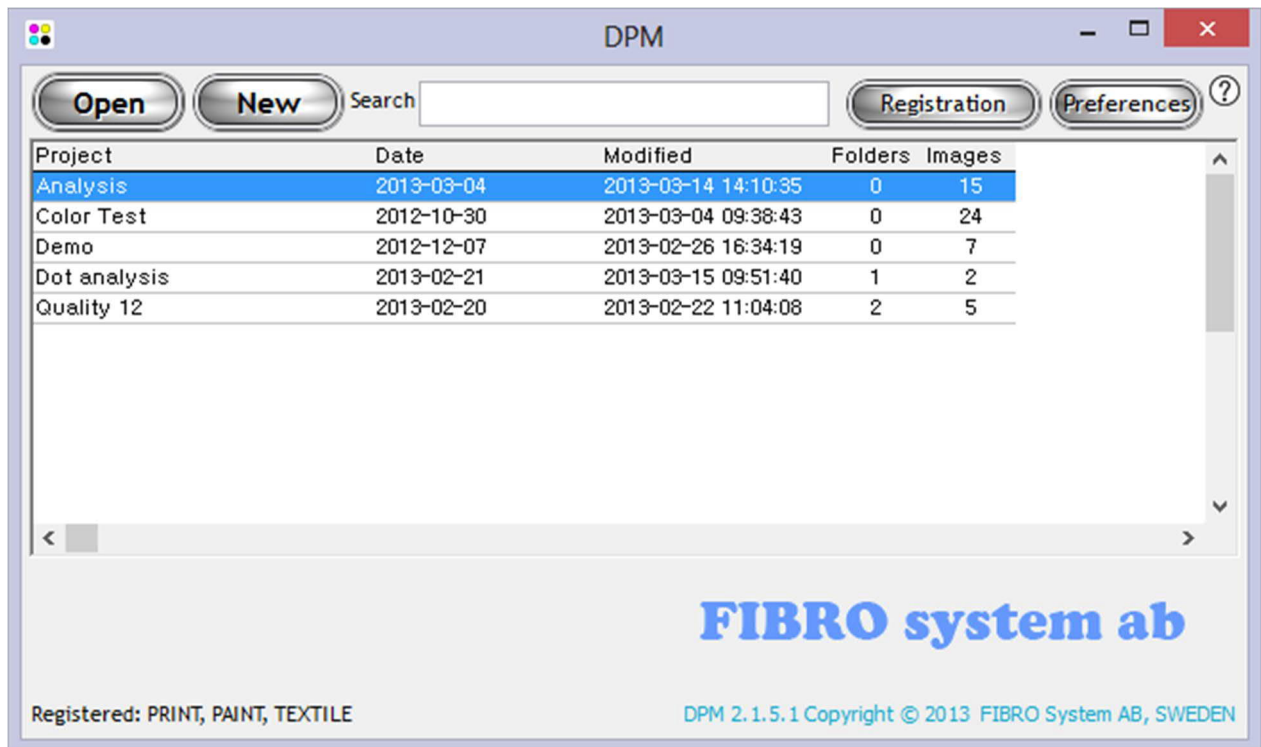 DPM
Open New Search Registration Preferences ?
Project Date Modified Folders Images
Analysis 2013-03-04 2013-03-14 14:10:35 0 15
Color Test 2012-10-30 2013-03-04 09:38:43 0 24
Demo 2012-12-07 2013-02-26 16:34:19 0 7
Dot analysis 2013-02-21 2013-03-15 09:51:40 1 2
Quality 12 2013-02-20 2013-02-22 11:04:08 2 5
FIBRO system ab
Registered: PRINT, PAINT, TEXTILE DPM 2.1.5.1 Copyright © 2013 FIBRO System AB, SWEDEN